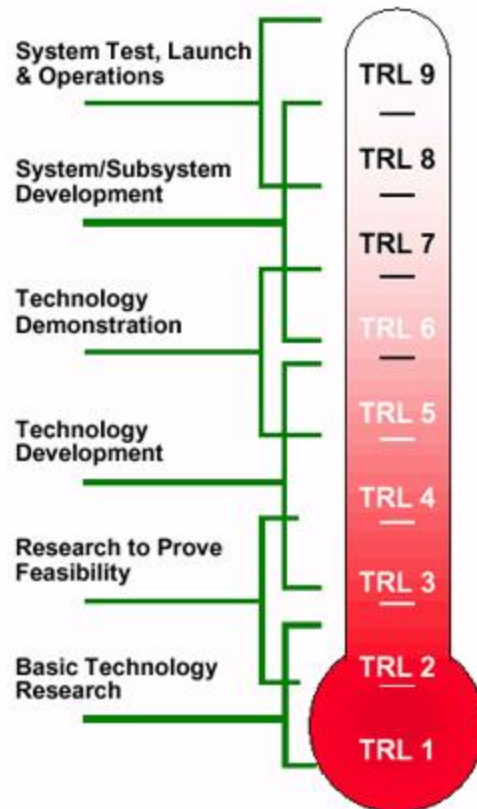 System Test, Launch
& Operations
System/Subsystem
Development
Technology
Demonstration
Technology
Development
Research to Prove
Feasibility
Basic Technology
Research
TRL 9
TRL 8
TRL 7
TRL 6
TRL 5
TRL 4
TRL 3
TRL 2
TRL 1